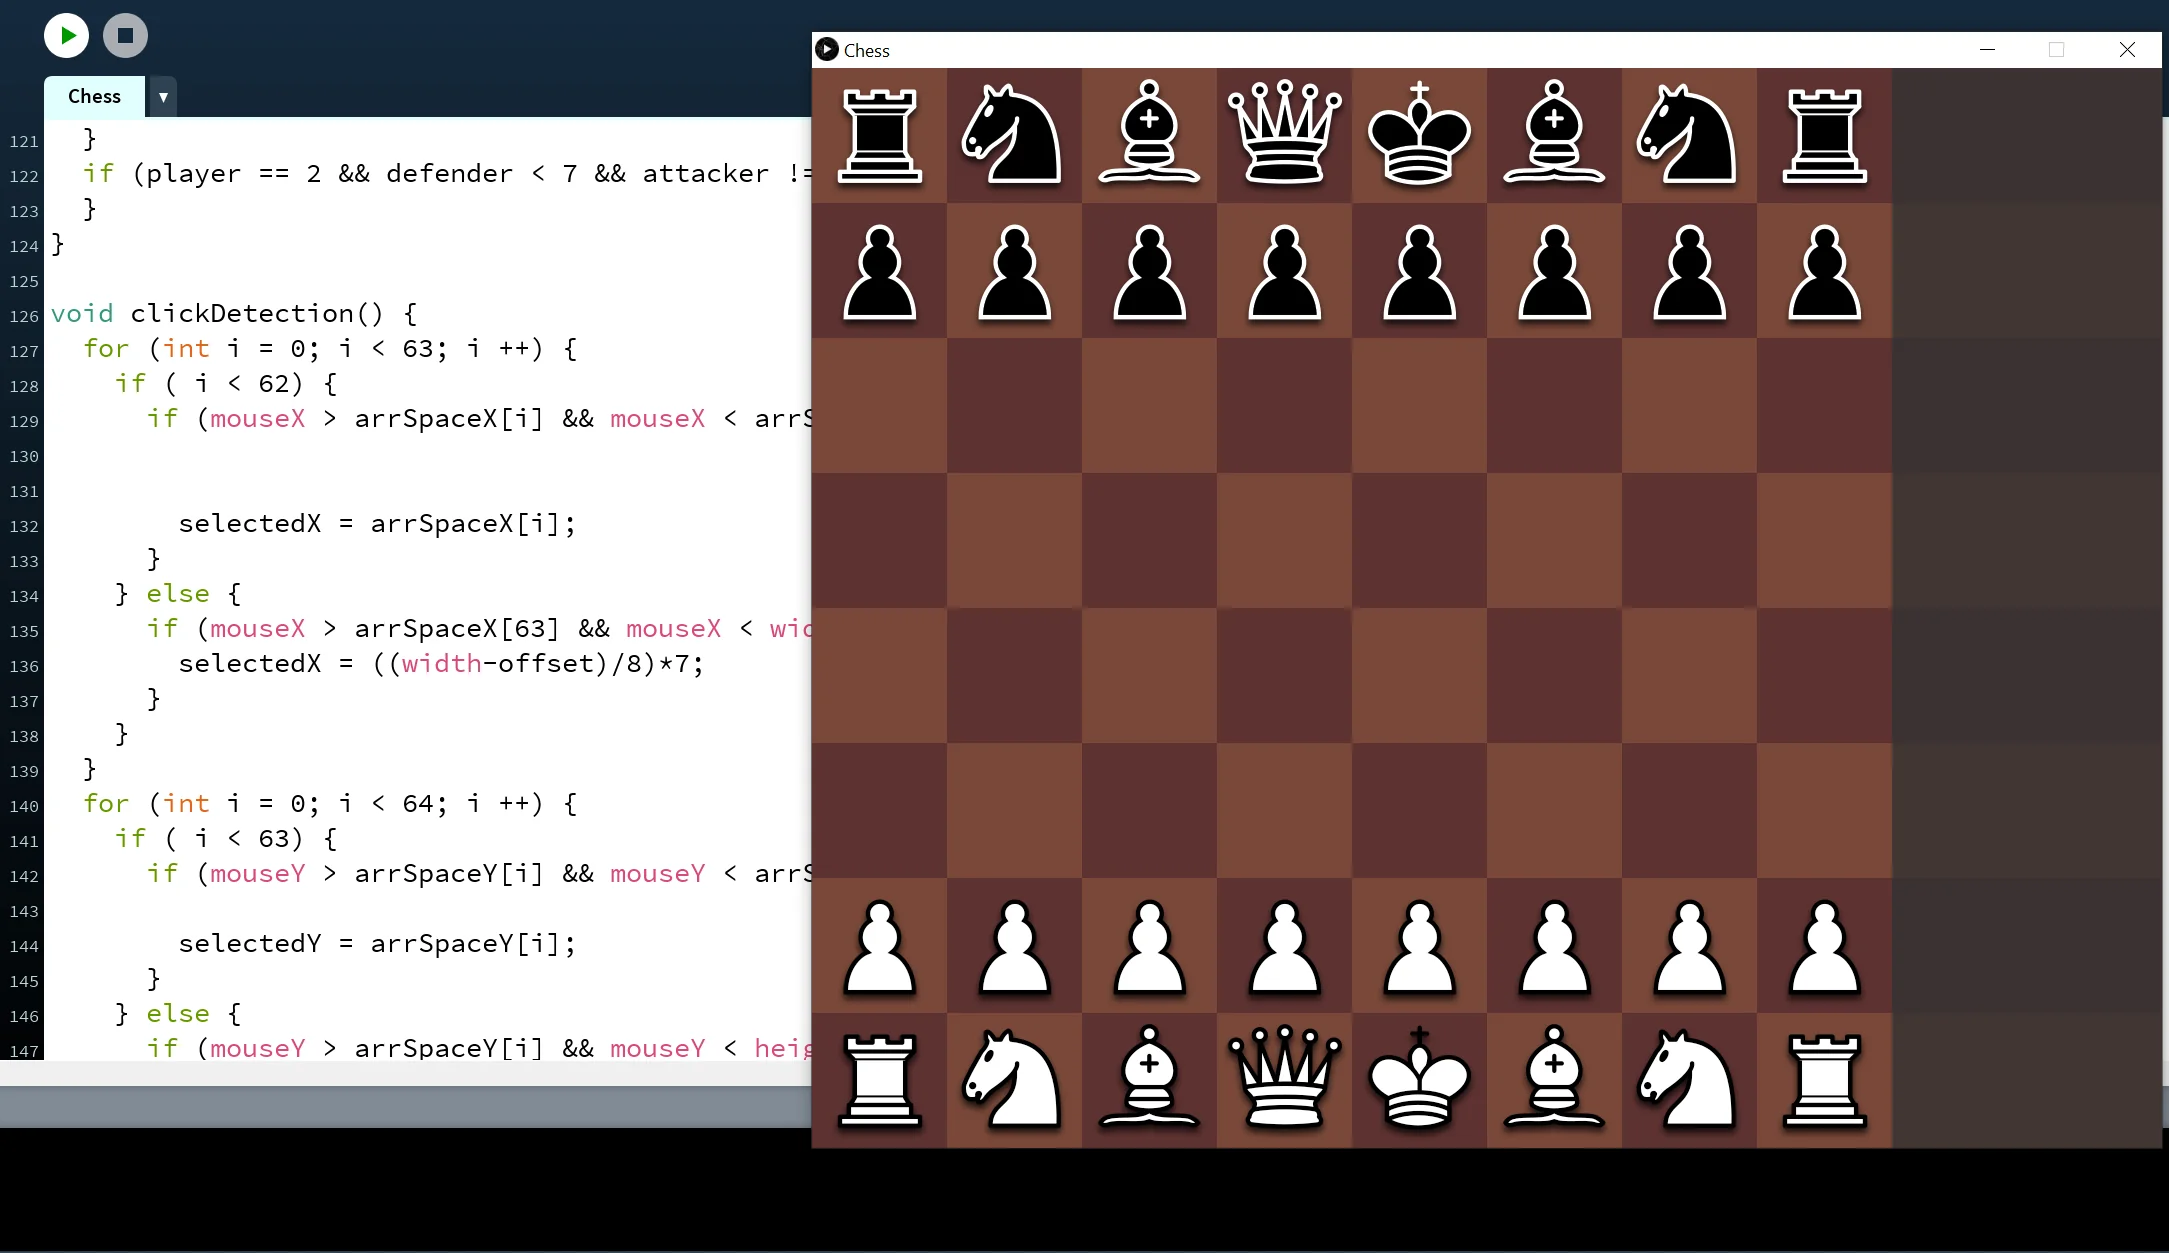 Chess
121   }
122   if (player == 2 && defender < 7 && attacker !=
123   }
124 }
125
126 void clickDetection() {
127   for (int i = 0; i < 63; i ++) {
128     if ( i < 62) {
129       if (mouseX > arrSpaceX[i] && mouseX < arrS
130
131
132         selectedX = arrSpaceX[i];
133       }
134     } else {
135       if (mouseX > arrSpaceX[63] && mouseX < wid
136         selectedX = ((width-offset)/8)*7;
137       }
138     }
139   }
140   for (int i = 0; i < 64; i ++) {
141     if ( i < 63) {
142       if (mouseY > arrSpaceY[i] && mouseY < arrS
143
144         selectedY = arrSpaceY[i];
145       }
146     } else {
147       if (mouseY > arrSpaceY[i] && mouseY < heig
Chess